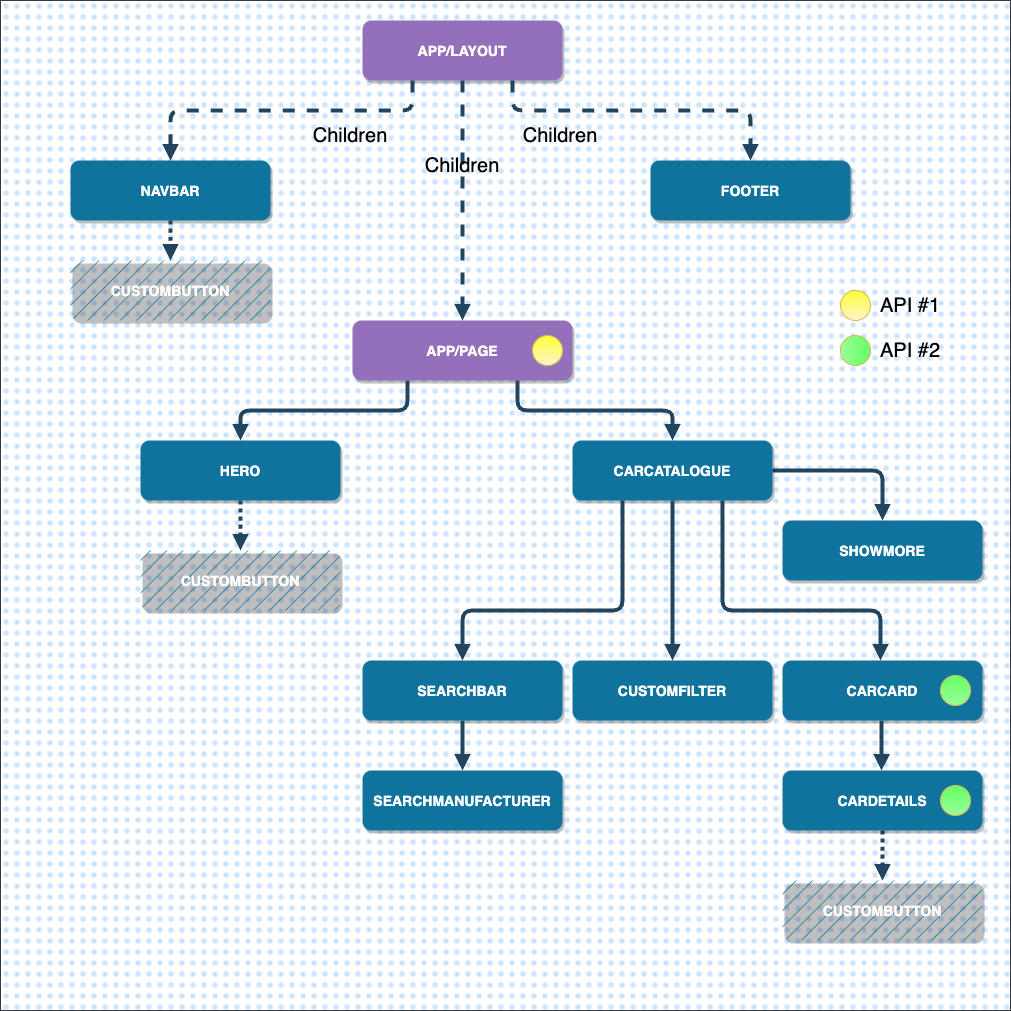 APP/LAYOUT
Children
Children
Children
NAVBAR
FOOTER
CUSTOMBUTTON
API #1
API #2
APP/PAGE
HERO
CARCATALOGUE
SHOWMORE
CUSTOMBUTTON
SEARCHBAR
CUSTOMFILTER
CARCARD
SEARCHMANUFACTURER
CARDETAILS
CUSTOMBUTTON